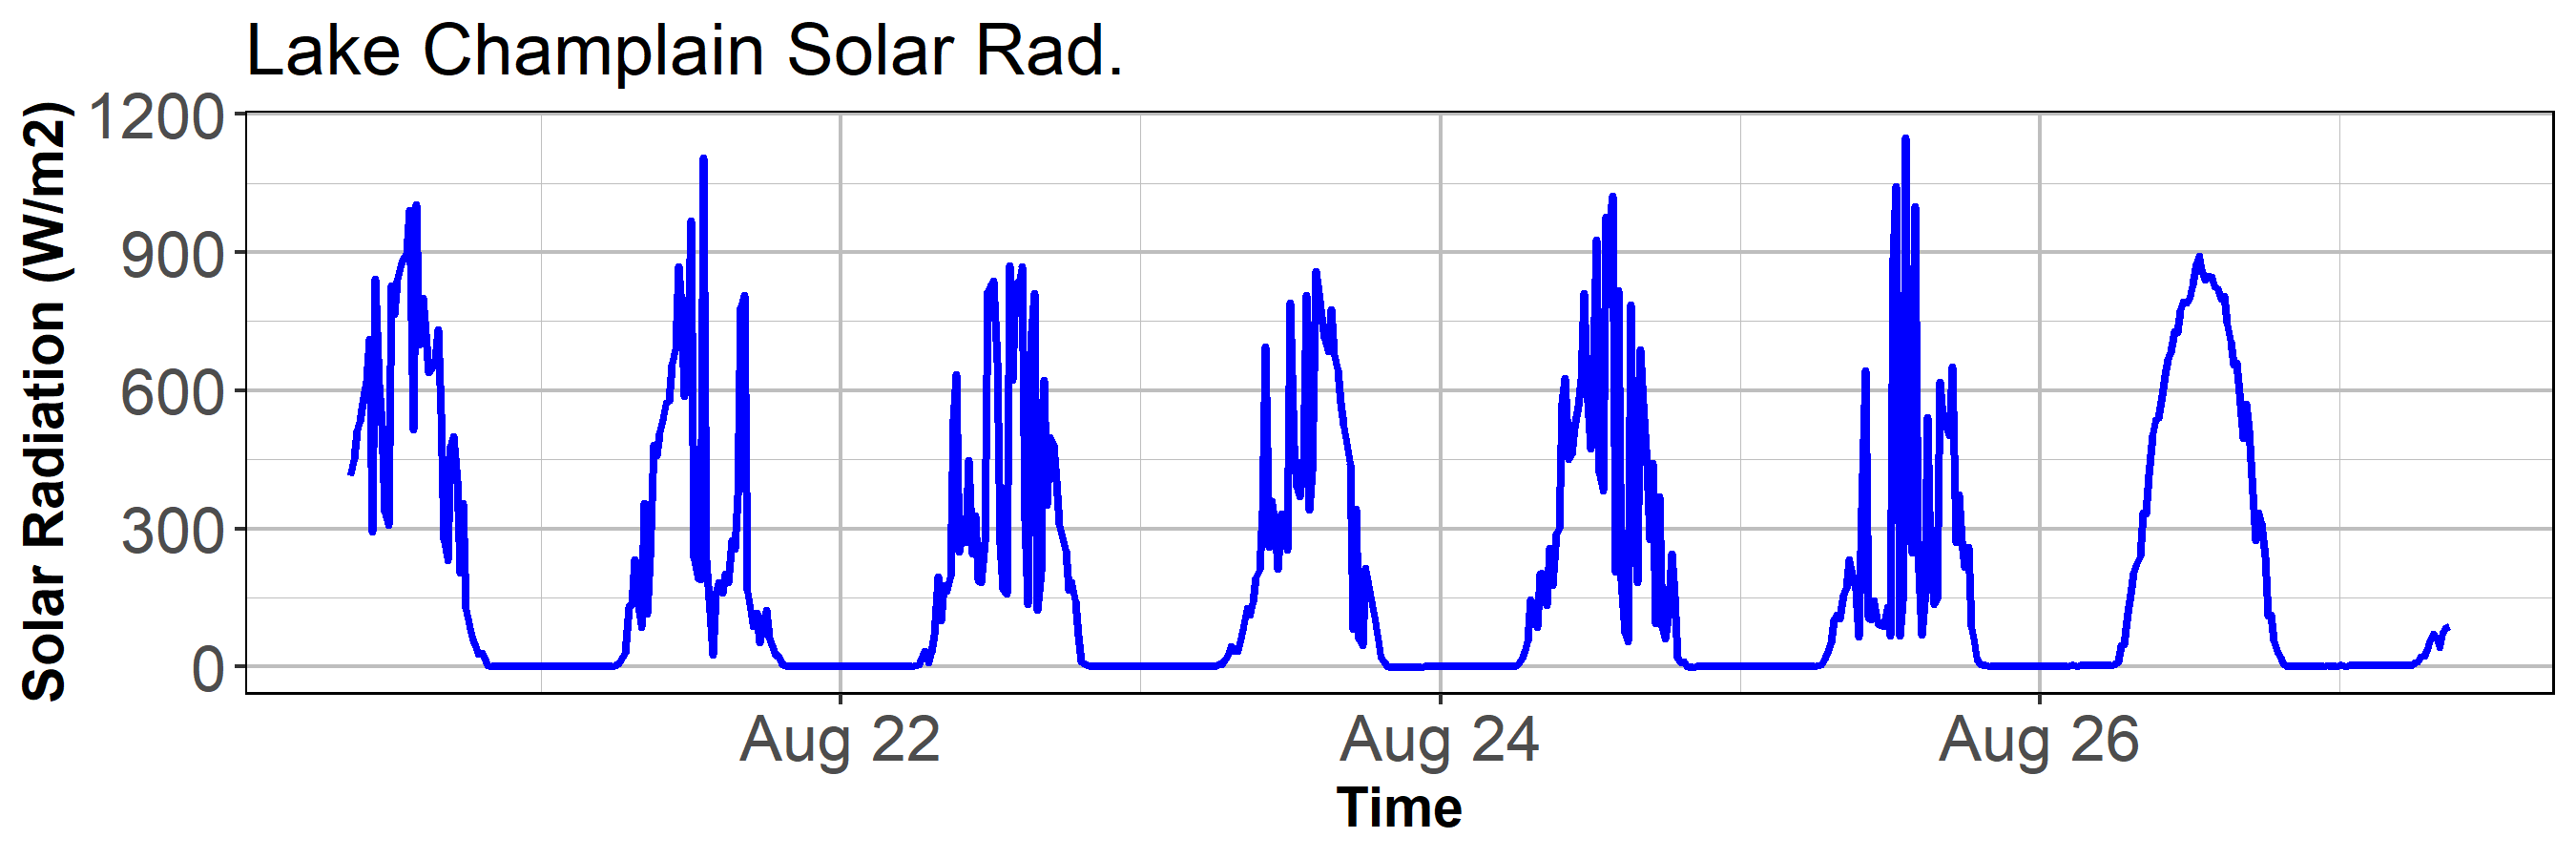 Lake Champlain Solar Rad.
Solar Radiation (W/m2)
1200
900
600
300
0
Aug 22
Aug 24
Aug 26
Time